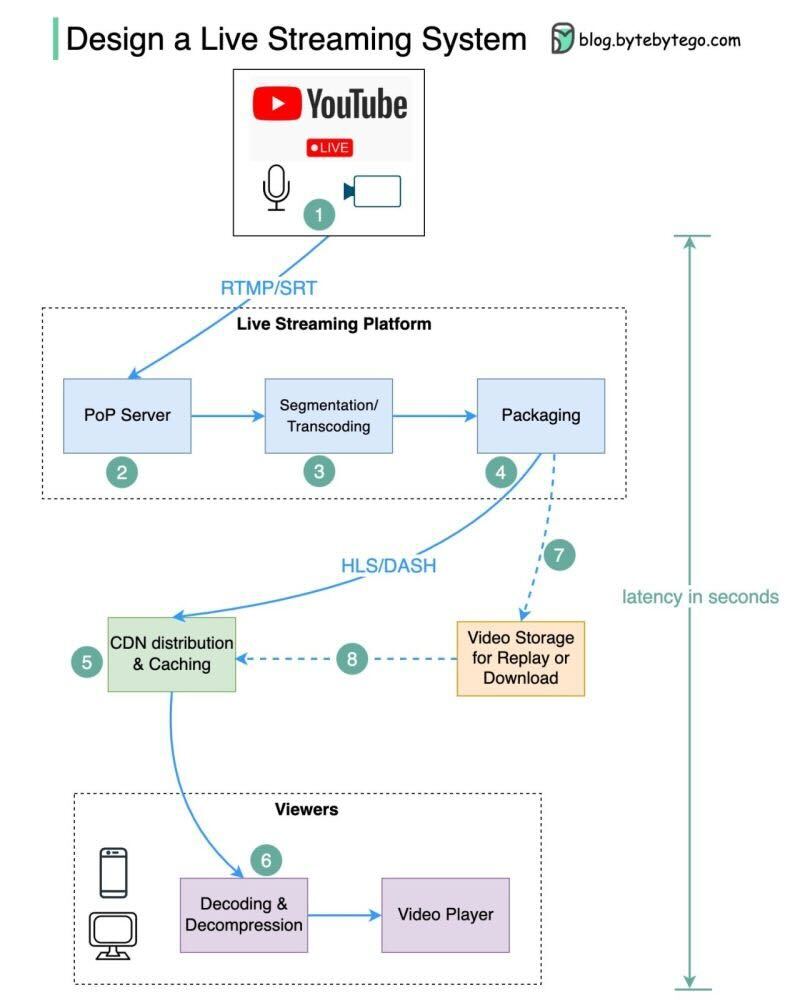 Design a Live Streaming System
blog.bytebytego.com
YouTube
LIVE
1
RTMP/SRT
Live Streaming Platform
PoP Server
Segmentation/
Transcoding
Packaging
2
3
4
7
HLS/DASH
latency in seconds
CDN distribution
& Caching
5
8
Video Storage
for Replay or
Download
Viewers
6
Decoding &
Decompression
Video Player